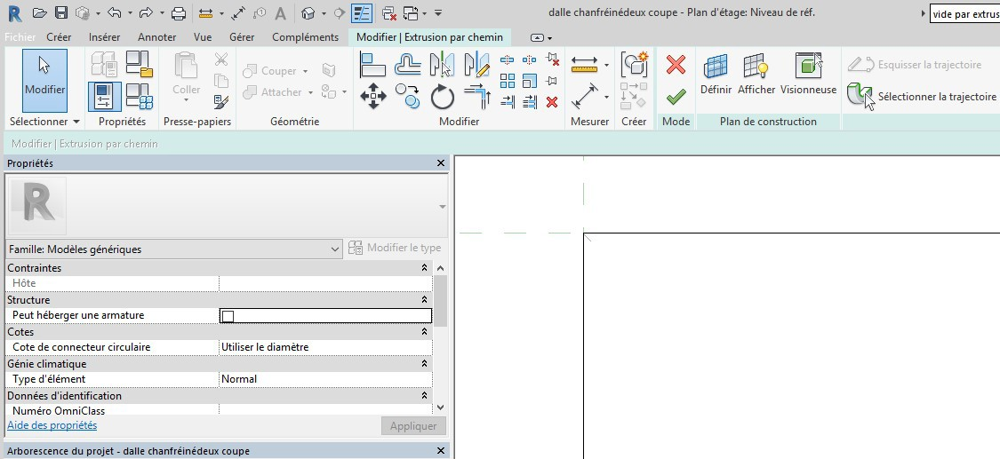 dalle chanfréinédeux coupe - Plan d'étage: Niveau de réf.
vide par extrus
Fichier Créer Insérer Annoter Vue Gérer Compléments Modifier | Extrusion par chemin
Modifier
Coller
Couper
Attacher
Définir Afficher Visionneuse
Esquisser la trajectoire
Sélectionner la trajectoire
Sélectionner Propriétés Presse-papiers Géométrie Modifier Mesurer Créer Mode Plan de construction
Modifier | Extrusion par chemin
Propriétés
Famille: Modèles génériques
Modifier le type
Contraintes
Hôte
Structure
Peut héberger une armature
Cotes
Cote de connecteur circulaire Utiliser le diamètre
Génie climatique
Type d'élément Normal
Données d'identification
Numéro OmniClass
Aide des propriétés
Appliquer
Arborescence du projet - dalle chanfréinédeux coupe